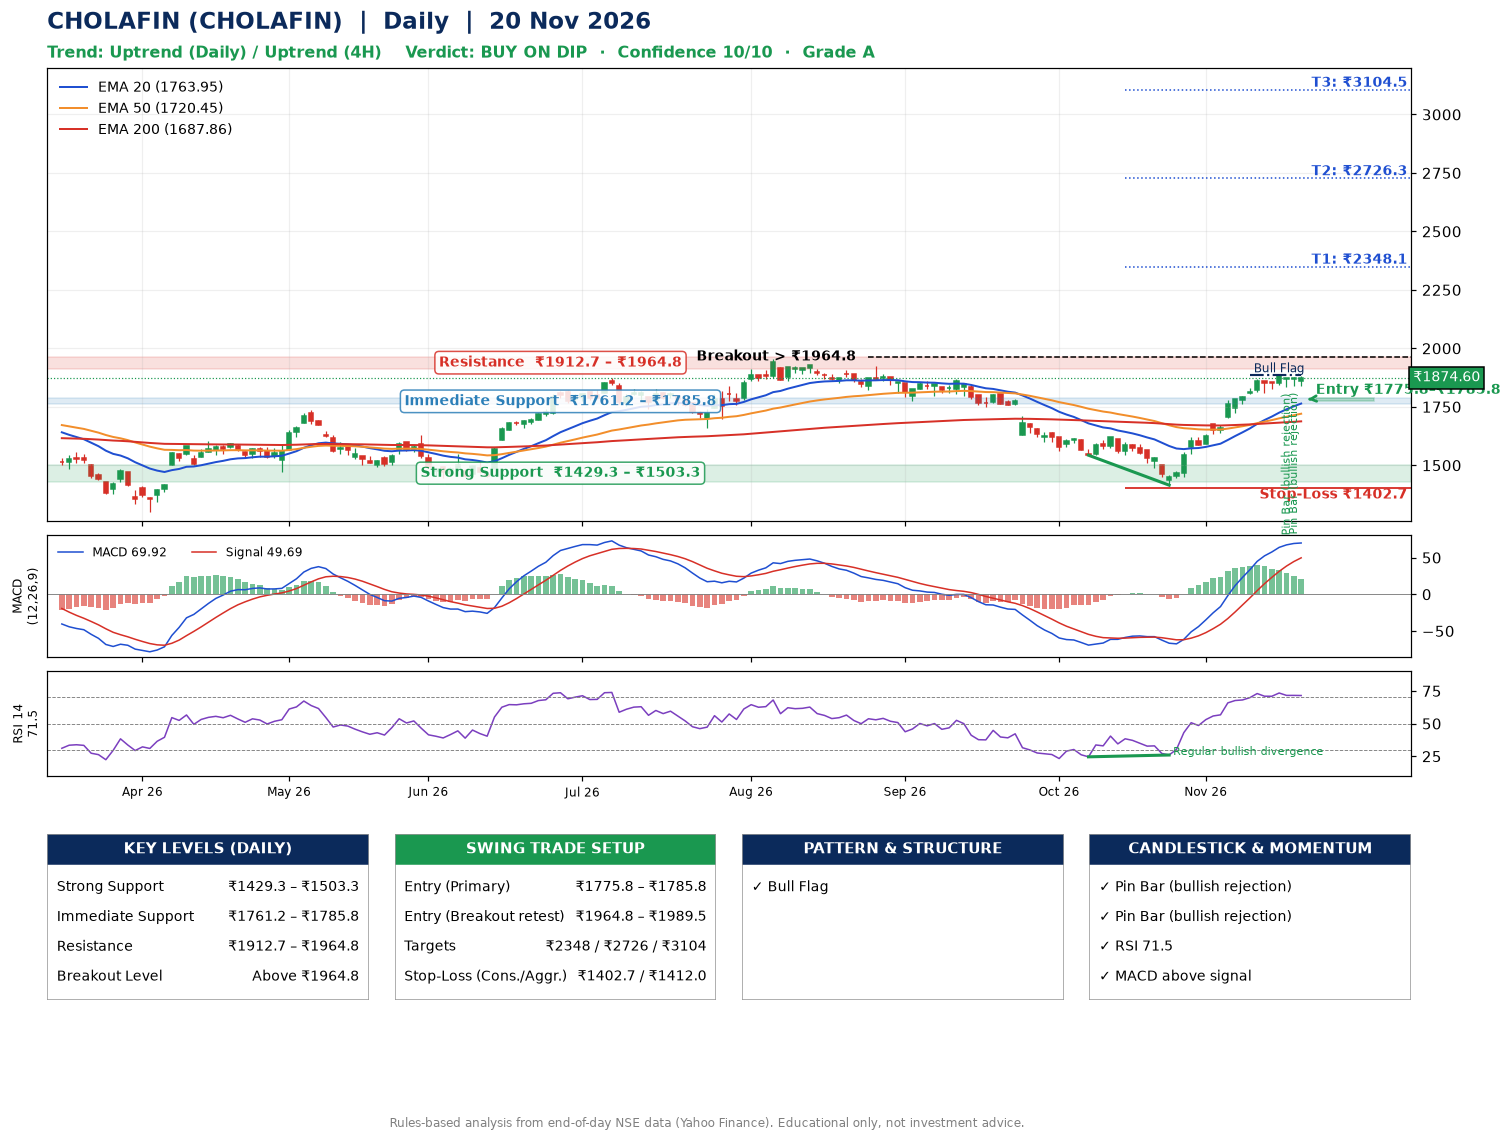 CHOLAFIN (CHOLAFIN) | Daily | 20 Nov 2026
Trend: Uptrend (Daily) / Uptrend (4H) Verdict: BUY ON DIP · Confidence 10/10 · Grade A
EMA 20 (1763.95)
EMA 50 (1720.45)
EMA 200 (1687.86)
T3: ₹3104.5
T2: ₹2726.3
T1: ₹2348.1
3000
2750
2500
2250
2000
1750
1500
Resistance ₹1912.7 – ₹1964.8
Breakout > ₹1964.8
Bull Flag
₹1874.60
Immediate Support ₹1761.2 – ₹1785.8
Entry
Strong Support ₹1429.3 – ₹1503.3
Stop-Loss ₹1402.7
Pin Bar (bullish rejection)
Pin Bar (bullish rejection)
MACD 69.92
Signal 49.69
MACD
(12,26,9)
50
0
−50
RSI 14
71.5
75
50
25
Regular bullish divergence
Apr 26 May 26 Jun 26 Jul 26 Aug 26 Sep 26 Oct 26 Nov 26
KEY LEVELS (DAILY)
Strong Support ₹1429.3 – ₹1503.3
Immediate Support ₹1761.2 – ₹1785.8
Resistance ₹1912.7 – ₹1964.8
Breakout Level Above ₹1964.8
SWING TRADE SETUP
Entry (Primary) ₹1775.8 – ₹1785.8
Entry (Breakout retest) ₹1964.8 – ₹1989.5
Targets ₹2348 / ₹2726 / ₹3104
Stop-Loss (Cons./Aggr.) ₹1402.7 / ₹1412.0
PATTERN & STRUCTURE
✓ Bull Flag
CANDLESTICK & MOMENTUM
✓ Pin Bar (bullish rejection)
✓ Pin Bar (bullish rejection)
✓ RSI 71.5
✓ MACD above signal
Rules-based analysis from end-of-day NSE data (Yahoo Finance). Educational only, not investment advice.